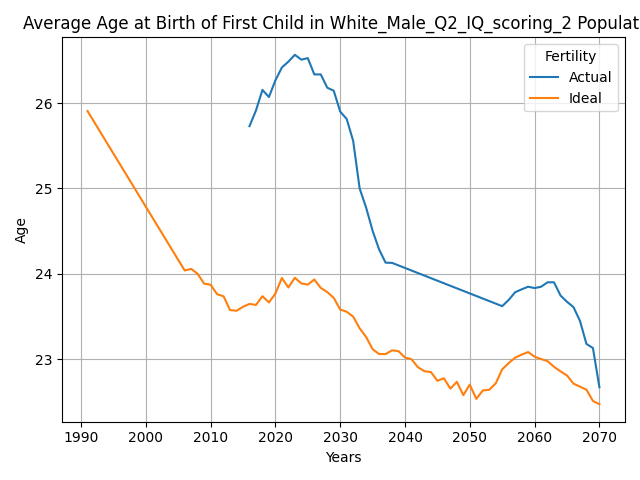 Average Age at Birth of First Child in White_Male_Q2_IQ_scoring_2 Populat
Fertility
Actual
Ideal
Age
26
25
24
23
1990 2000 2010 2020 2030 2040 2050 2060 2070
Years